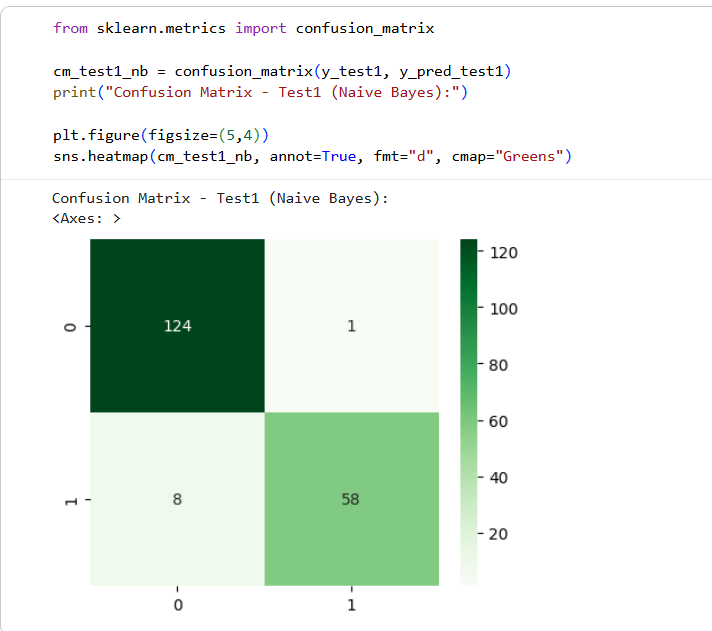 from sklearn.metrics import confusion_matrix
cm_test1_nb = confusion_matrix(y_test1, y_pred_test1)
print("Confusion Matrix - Test1 (Naive Bayes):")
plt.figure(figsize=(5,4))
sns.heatmap(cm_test1_nb, annot=True, fmt="d", cmap="Greens")
Confusion Matrix - Test1 (Naive Bayes):
<Axes: >
120
0 124 1
100
80
60
1 8 58
40
20
0 1